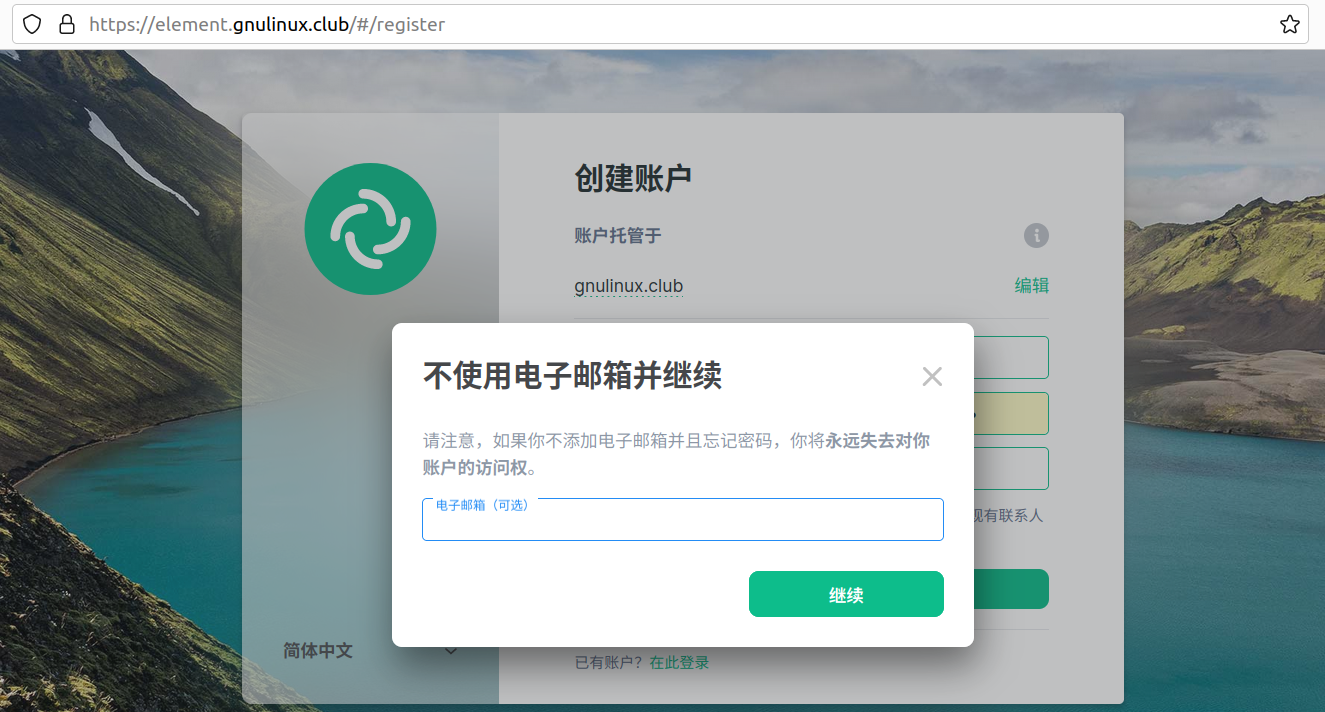 https://element.gnulinux.club/#/register
创建账户
账户托管于
gnulinux.club
编辑
不使用电子邮箱并继续
请注意，如果你不添加电子邮箱并且忘记密码，你将永远失去对你
账户的访问权。
电子邮箱（可选）
现有联系人
继续
简体中文
已有账户？在此登录